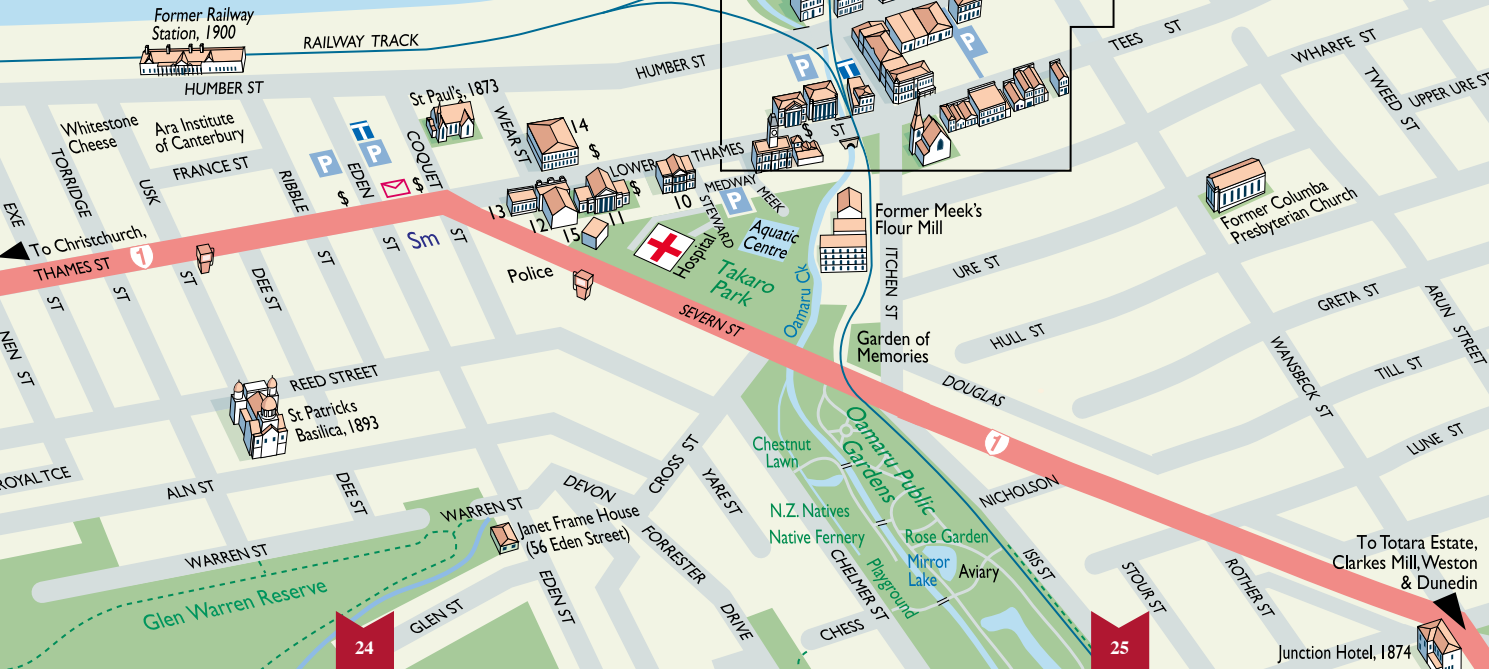 Former Railway
Station, 1900
RAILWAY TRACK
HUMBER ST
HUMBER ST
TEES ST
WHARFE ST
TWEED ST
UPPER URE ST
P
P
Whitestone
Cheese
Ara Institute
of Canterbury
St Paul's, 1873
WEAR ST
COQUET ST
FRANCE ST
TORRIDGE ST
USK ST
RIBBLE ST
EDEN ST
EXE ST
P
P
$
$
14
$
LOWER THAMES ST
$
$
MEDWAY
MEEK
STEWARD
P
10
11
12
13
15
To Christchurch,
THAMES ST
1
Sm
Police
Hospital
Aquatic
Centre
Takaro
Park
Oamaru Ck
SEVERN ST
Former Meek's
Flour Mill
ITCHEN ST
Former Columba
Presbyterian Church
URE ST
HULL ST
GRETA ST
ARUN STREET
WANSBECK ST
TILL ST
LUNE ST
Garden of
Memories
DOUGLAS
DEE ST
NEN ST
REED STREET
St Patricks
Basilica, 1893
ROYAL TCE
ALN ST
DEE ST
WARREN ST
WARREN ST
DEVON
CROSS ST
YARE ST
Janet Frame House
(56 Eden Street)
FORRESTER DRIVE
EDEN ST
GLEN ST
Glen Warren Reserve
Chestnut
Lawn
Oamaru Public
Gardens
N.Z. Natives
Native Fernery
Rose Garden
Mirror
Lake
Aviary
Playground
CHELMER ST
CHESS
1
NICHOLSON
ISIS ST
STOUR ST
ROTHER ST
To Totara Estate,
Clarkes Mill, Weston
& Dunedin
Junction Hotel, 1874
24
25